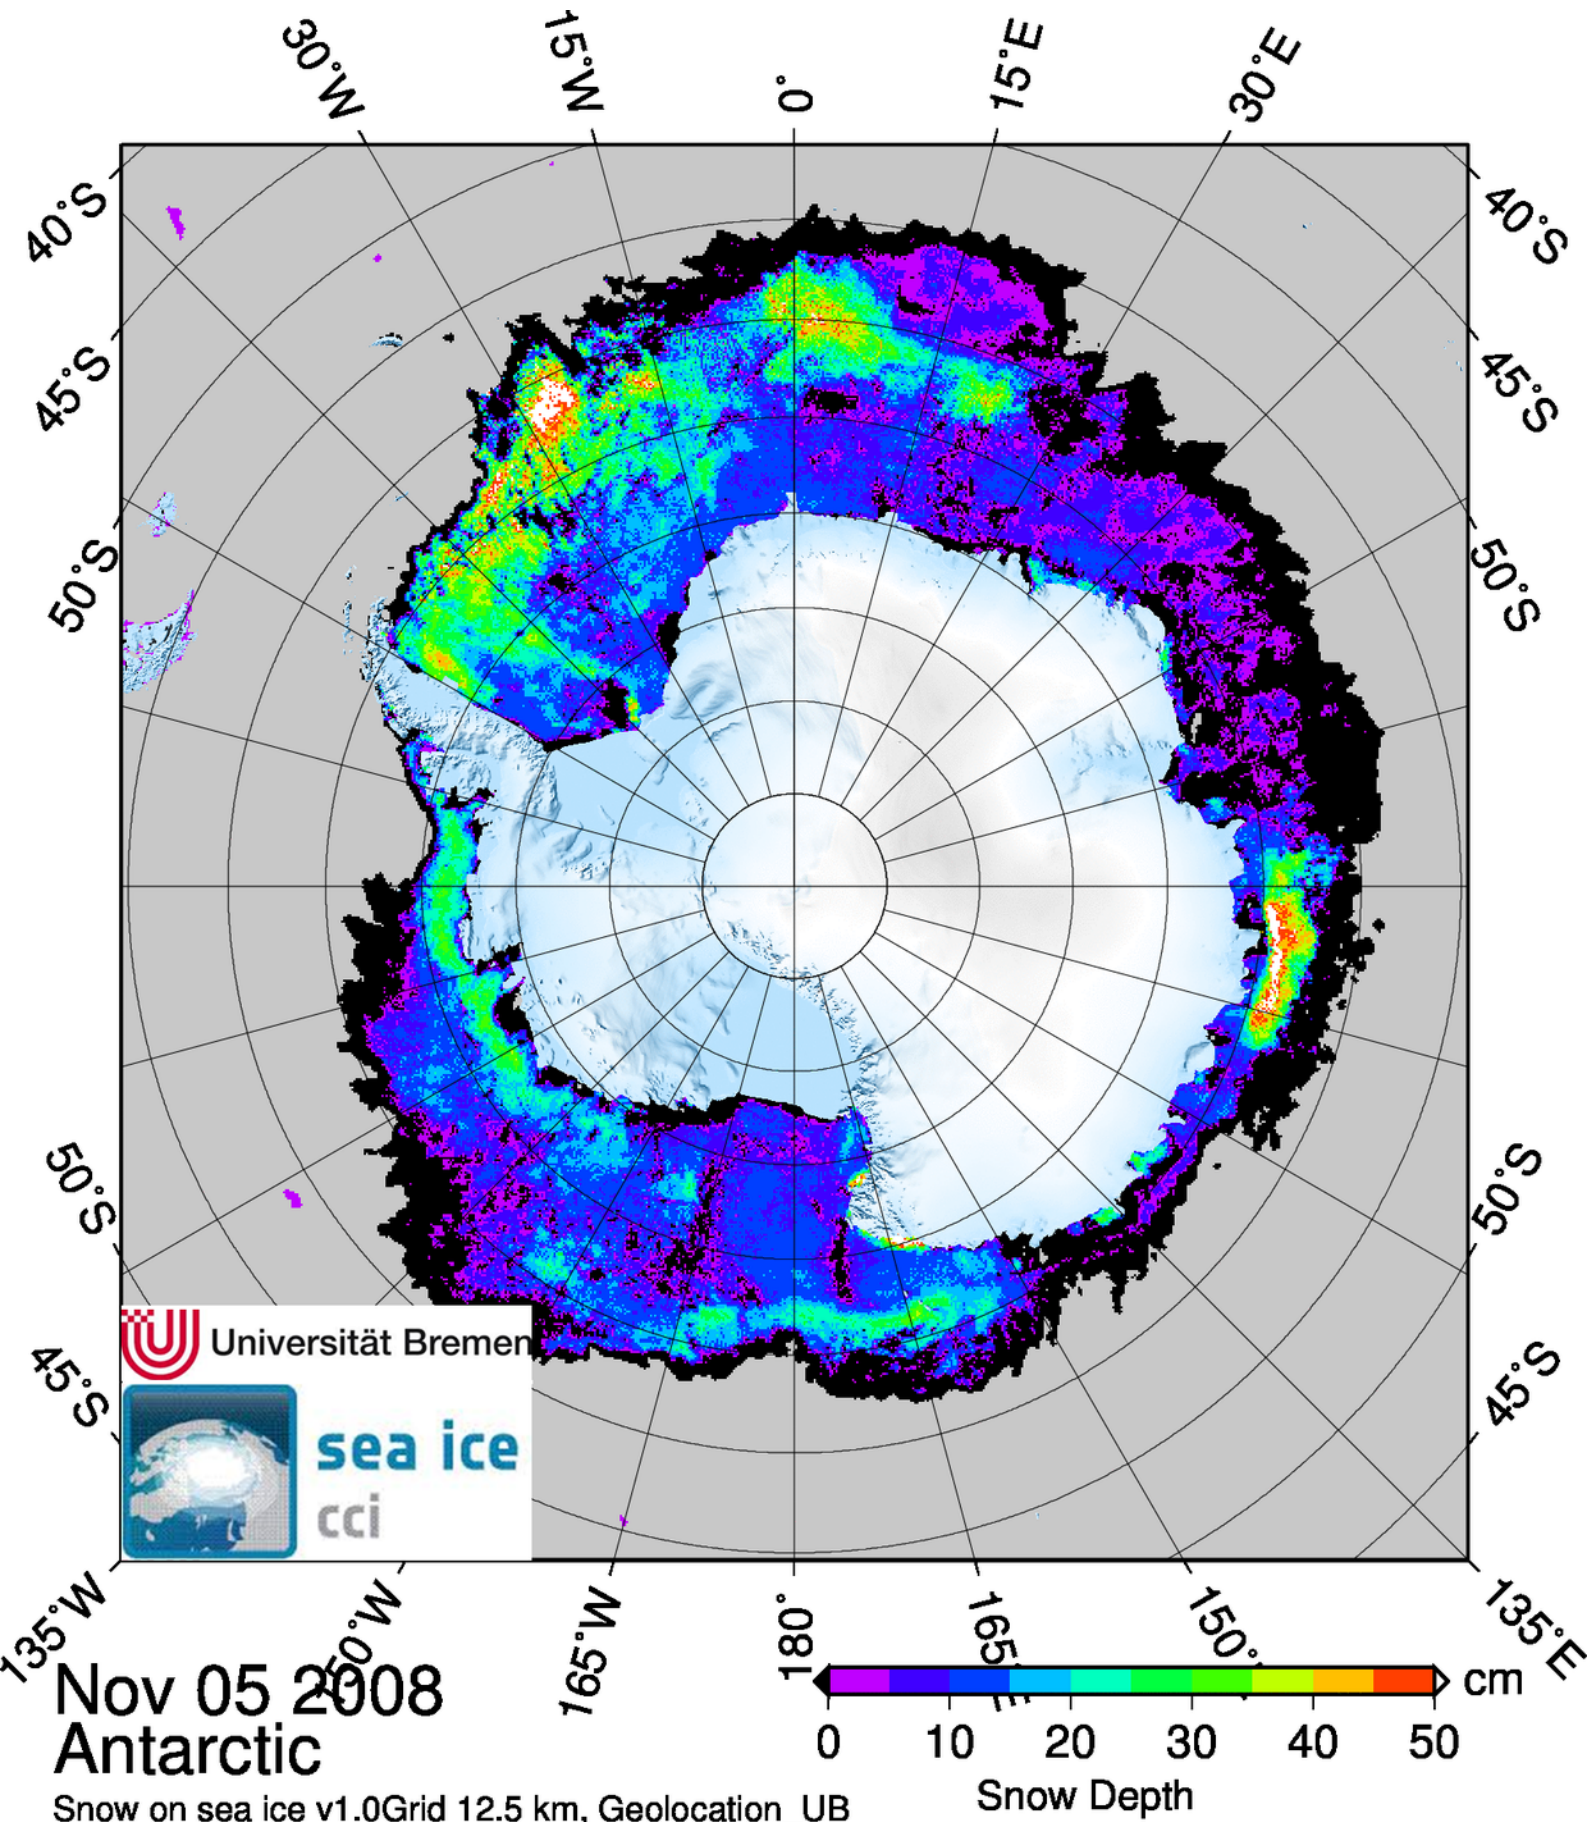 30°W 15°W 0° 15°E 30°E
40°S 40°S
45°S 45°S
50°S 50°S
50°S 50°S
45°S 45°S
Universität Bremen
sea ice
cci
135°W 150°W 165°W 180° 165°E 150° 135°E
Nov 05 2008
Antarctic
Snow on sea ice v1.0Grid 12.5 km, Geolocation UB
cm
0 10 20 30 40 50
Snow Depth